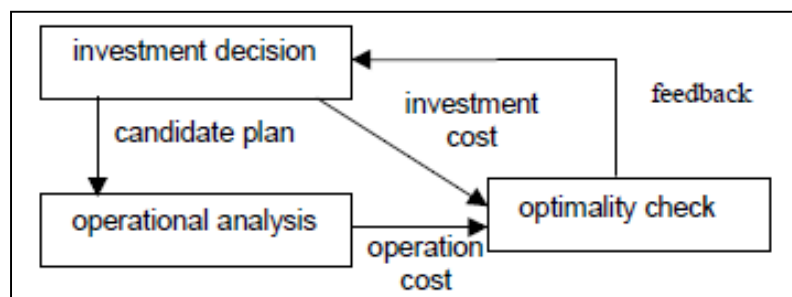 investment decision
investment
cost
feedback
candidate plan
operational analysis
operation
cost
optimality check